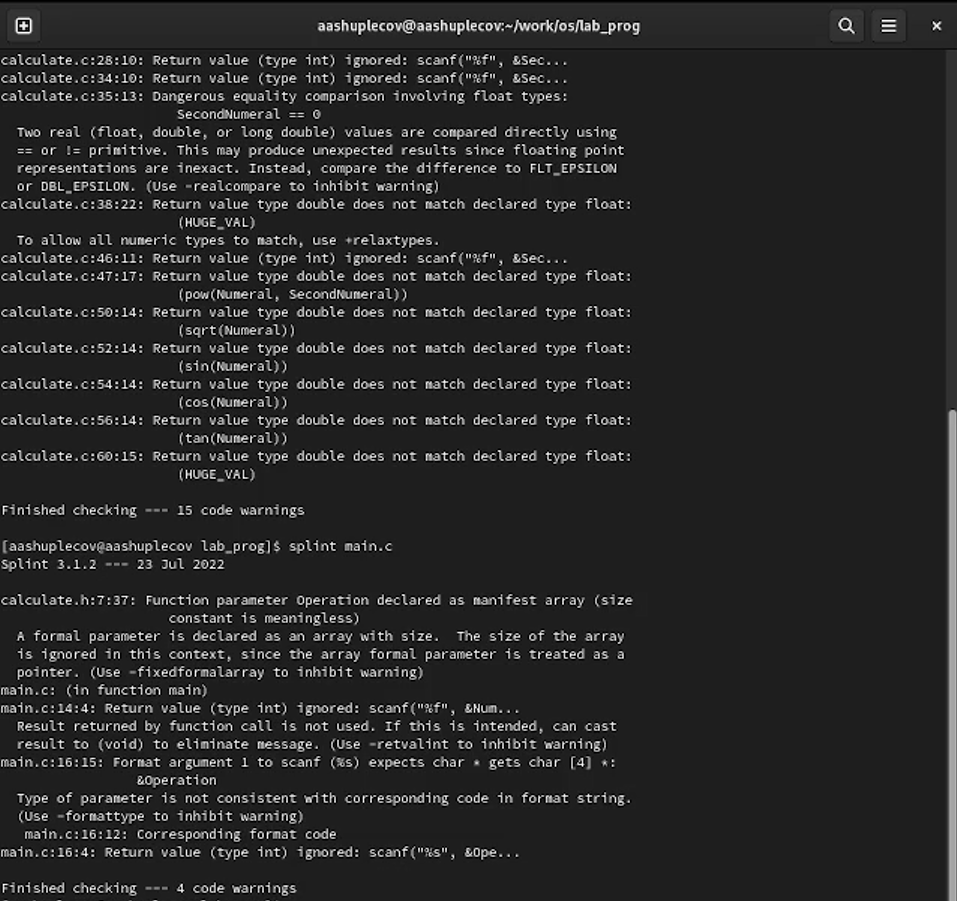 aashuplecov@aashuplecov:~/work/os/lab_prog
calculate.c:28:10: Return value (type int) ignored: scanf("%f", &Sec...
calculate.c:34:10: Return value (type int) ignored: scanf("%f", &Sec...
calculate.c:35:13: Dangerous equality comparison involving float types:
SecondNumeral == 0
Two real (float, double, or long double) values are compared directly using
== or != primitive. This may produce unexpected results since floating point
representations are inexact. Instead, compare the difference to FLT_EPSILON
or DBL_EPSILON. (Use -realcompare to inhibit warning)
calculate.c:38:22: Return value type double does not match declared type float:
(HUGE_VAL)
To allow all numeric types to match, use +relaxtypes.
calculate.c:46:11: Return value (type int) ignored: scanf("%f", &Sec...
calculate.c:47:17: Return value type double does not match declared type float:
(pow(Numeral, SecondNumeral))
calculate.c:50:14: Return value type double does not match declared type float:
(sqrt(Numeral))
calculate.c:52:14: Return value type double does not match declared type float:
(sin(Numeral))
calculate.c:54:14: Return value type double does not match declared type float:
(cos(Numeral))
calculate.c:56:14: Return value type double does not match declared type float:
(tan(Numeral))
calculate.c:60:15: Return value type double does not match declared type float:
(HUGE_VAL)
Finished checking --- 15 code warnings
[aashuplecov@aashuplecov lab_prog]$ splint main.c
Splint 3.1.2 --- 23 Jul 2022
calculate.h:7:37: Function parameter Operation declared as manifest array (size
constant is meaningless)
A formal parameter is declared as an array with size.  The size of the array
is ignored in this context, since the array formal parameter is treated as a
pointer. (Use -fixedformalarray to inhibit warning)
main.c: (in function main)
main.c:14:4: Return value (type int) ignored: scanf("%f", &Num...
Result returned by function call is not used. If this is intended, can cast
result to (void) to eliminate message. (Use -retvalint to inhibit warning)
main.c:16:15: Format argument 1 to scanf (%s) expects char * gets char [4] *:
&Operation
Type of parameter is not consistent with corresponding code in format string.
(Use -formattype to inhibit warning)
main.c:16:12: Corresponding format code
main.c:16:4: Return value (type int) ignored: scanf("%s", &Ope...
Finished checking --- 4 code warnings